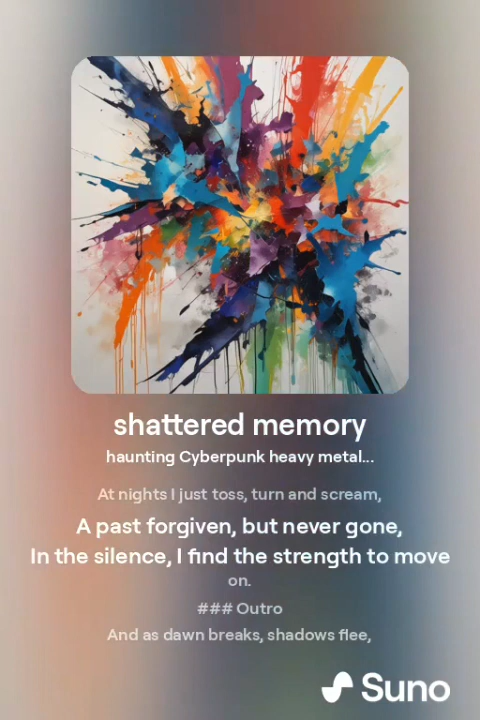 shattered memory
haunting Cyberpunk heavy metal...
At nights I just toss, turn and scream,
A past forgiven, but never gone,
In the silence, I find the strength to move
on.
### Outro
And as dawn breaks, shadows flee,
Suno